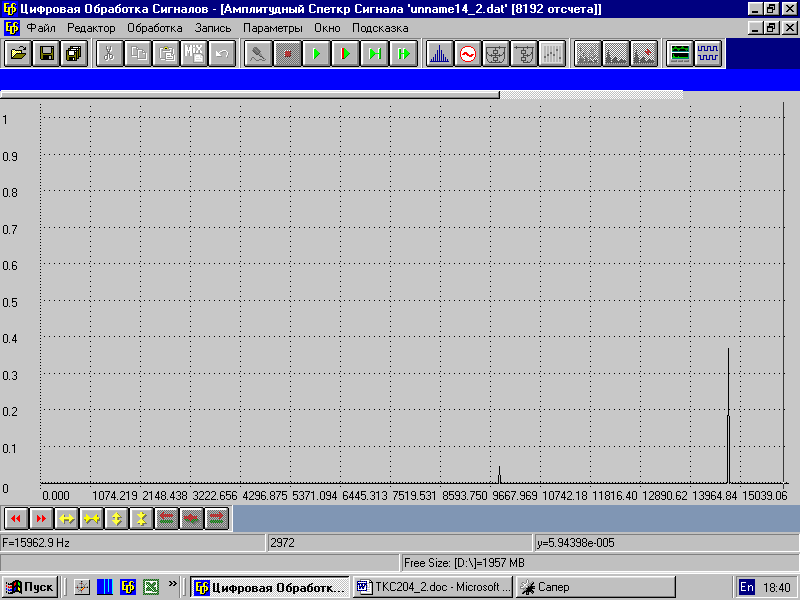 Цифровая Обработка Сигналов - [Амплитудный Спеткр Сигнала 'unname14_2.dat' [8192 отсчета]]
Файл Редактор Обработка Запись Параметры Окно Подсказка
MiX
1
0.9
0.8
0.7
0.6
0.5
0.4
0.3
0.2
0.1
0
0.000 1074.219 2148.438 3222.656 4296.875 5371.094 6445.313 7519.531 8593.750 9667.969 10742.18 11816.40 12890.62 13964.84 15039.06
F=15962.9 Hz 2972 y=5.94398e-005
Free Size: [D:\]=1957 MB
Пуск » Цифровая Обработк... TKC204_2.doc - Microsoft ... Сапер En 18:40